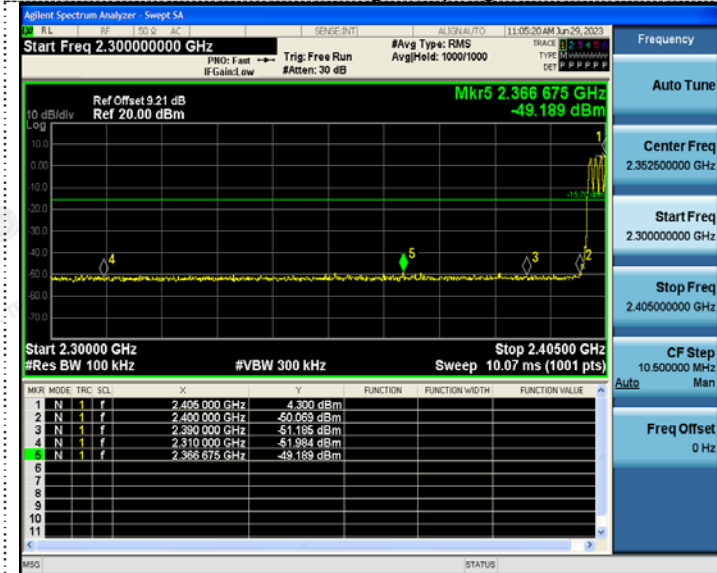 Agilent Spectrum Analyzer - Swept SA
RL RF 50 Ω AC SENSE:INT ALIGN AUTO 11:05:20 AM Jun 29, 2023
Start Freq 2.300000000 GHz
PNO: Fast Trig: Free Run
IFGain:Low #Atten: 30 dB
#Avg Type: RMS
Avg|Hold: 1000/1000
TRACE 1 2 3 4 5 6
TYPE
DET P P P P P P
Mkr5 2.366 675 GHz
-49.189 dBm
Ref Offset 9.21 dB
10 dB/div Ref 20.00 dBm
Log
10.0
0.00
-10.0
-20.0
-30.0
-40.0
-50.0
-60.0
-70.0
1
2
3
4
5
Start 2.30000 GHz Stop 2.40500 GHz
#Res BW 100 kHz #VBW 300 kHz Sweep 10.07 ms (1001 pts)
MKR MODE TRC SCL X Y FUNCTION FUNCTION WIDTH FUNCTION VALUE
1 N 1 f 2.405 000 GHz 4.300 dBm
2 N 1 f 2.400 000 GHz -50.069 dBm
3 N 1 f 2.390 000 GHz -51.185 dBm
4 N 1 f 2.310 000 GHz -51.984 dBm
5 N 1 f 2.366 675 GHz -49.189 dBm
6
7
8
9
10
11
MSG STATUS
Frequency
Auto Tune
Center Freq
2.352500000 GHz
Start Freq
2.300000000 GHz
Stop Freq
2.405000000 GHz
CF Step
10.500000 MHz
Auto Man
Freq Offset
0 Hz